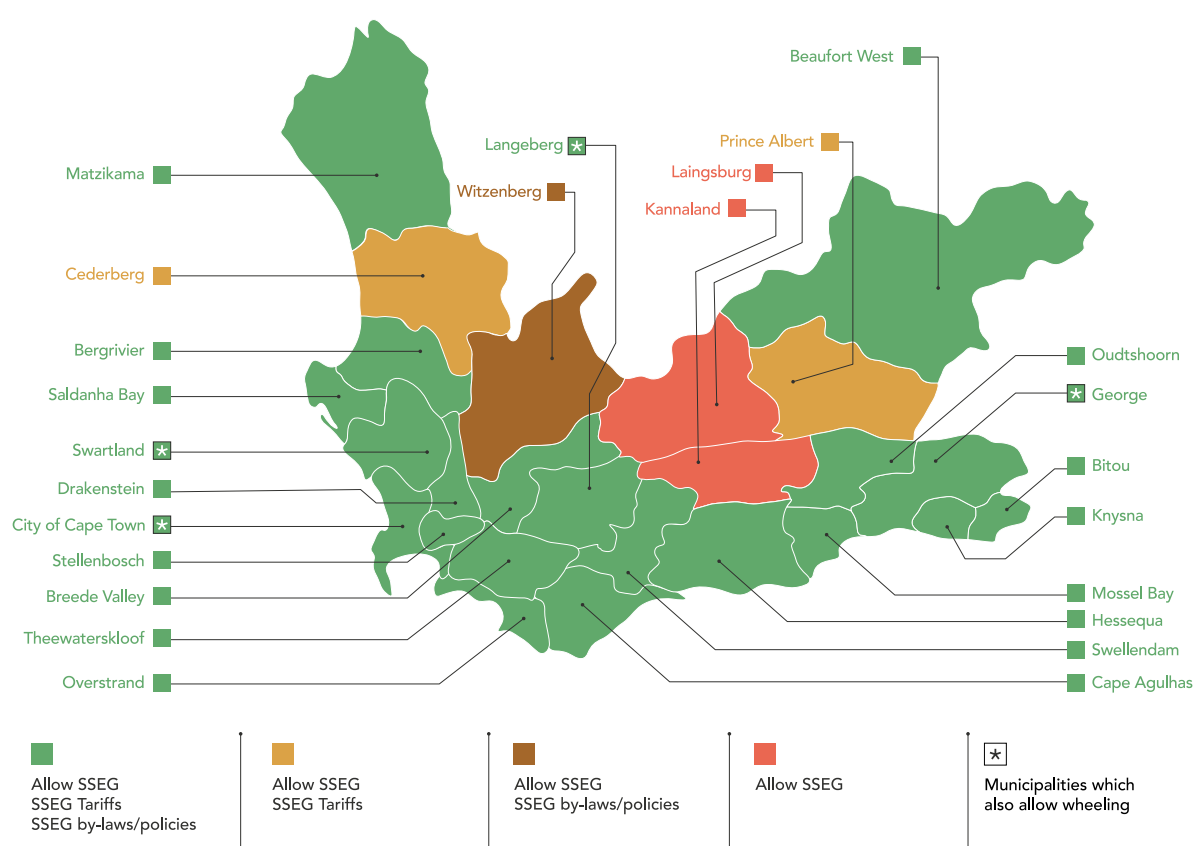 Beaufort West
Prince Albert
Langeberg *
Laingsburg
Matzikama
Witzenberg
Kannaland
Cederberg
Bergrivier
Oudtshoorn
Saldanha Bay
* George
Swartland *
Bitou
Drakenstein
Knysna
City of Cape Town *
Stellenbosch
Breede Valley
Mossel Bay
Hessequa
Theewaterskloof
Swellendam
Overstrand
Cape Agulhas
Allow SSEG
SSEG Tariffs
SSEG by-laws/policies
Allow SSEG
SSEG Tariffs
Allow SSEG
SSEG by-laws/policies
Allow SSEG
*
Municipalities which
also allow wheeling